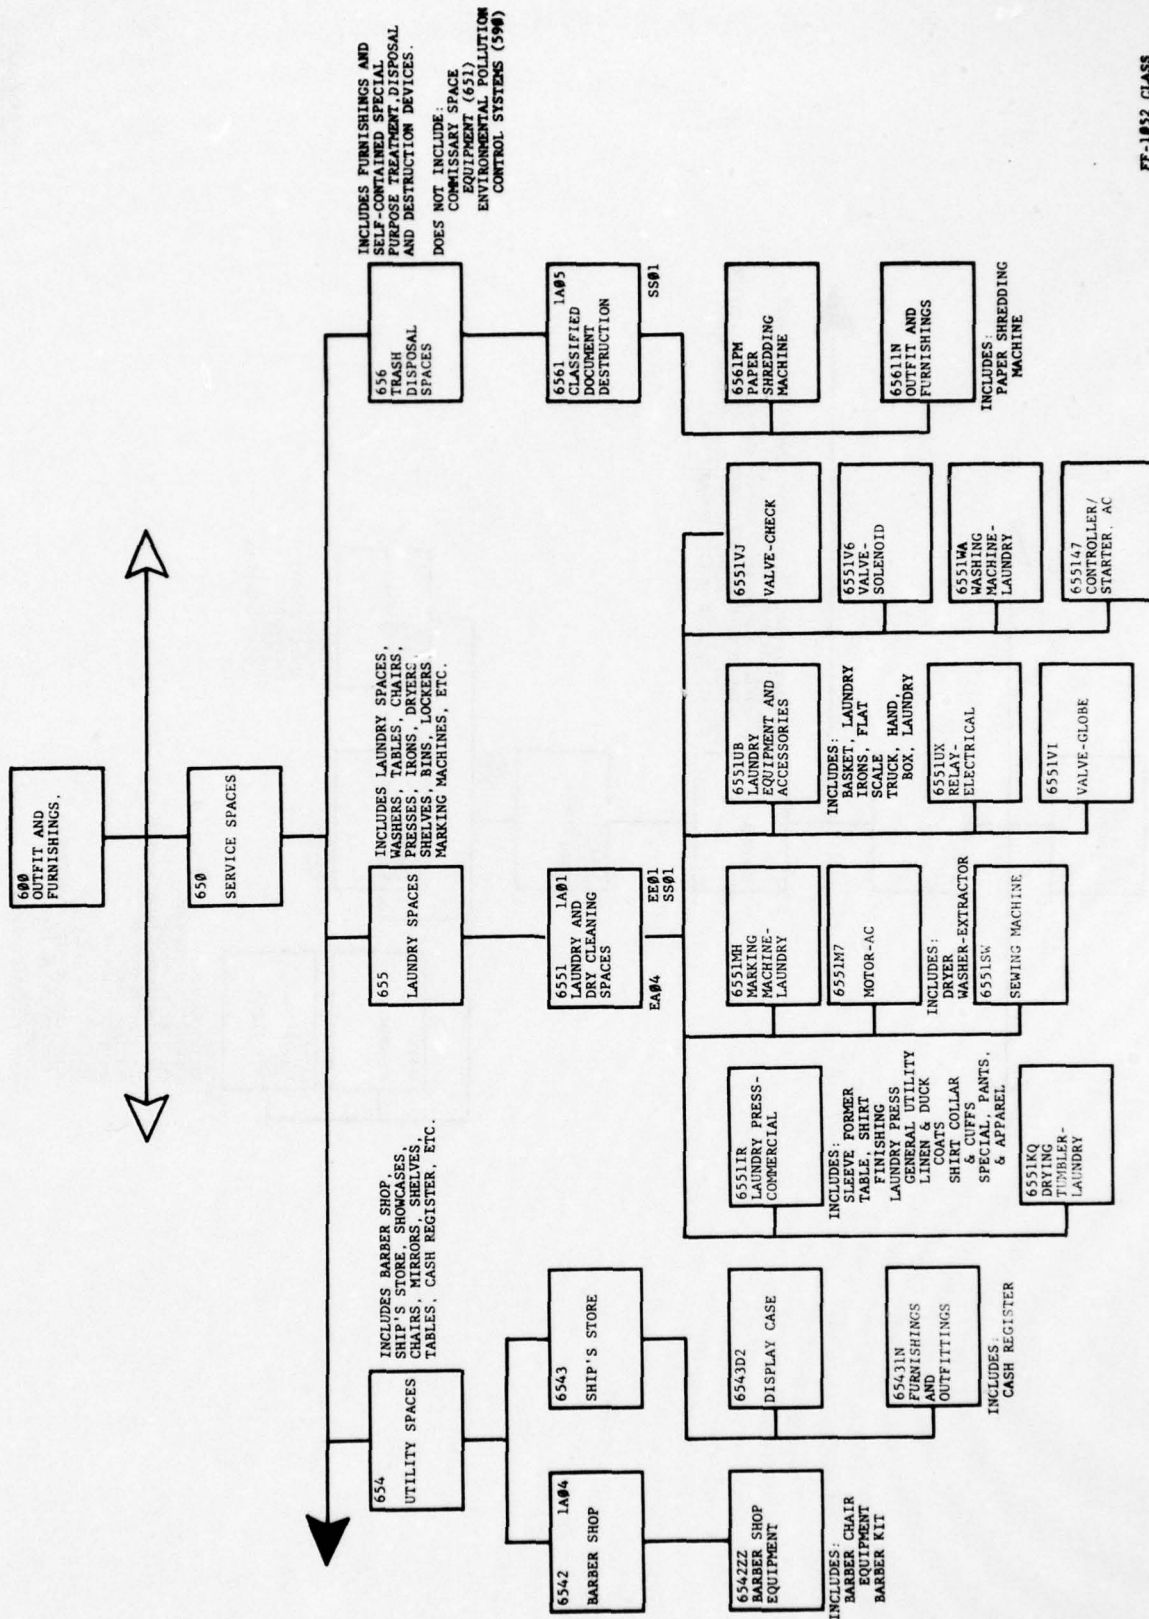 600
OUTFIT AND
FURNISHINGS.
650
SERVICE SPACES
654
UTILITY SPACES
INCLUDES BARBER SHOP,
SHIP'S STORE, SHOWCASES,
CHAIRS, MIRRORS, SHELVES,
TABLES, CASH REGISTER, ETC.
655
LAUNDRY SPACES
INCLUDES LAUNDRY SPACES,
WASHERS, TABLES, CHAIRS,
PRESSES, IRONS, DRYERS,
SHELVES, BINS, LOCKERS,
MARKING MACHINES, ETC.
656
TRASH
DISPOSAL
SPACES
INCLUDES FURNISHINGS AND
SELF-CONTAINED SPECIAL
PURPOSE TREATMENT, DISPOSAL
AND DESTRUCTION DEVICES.
DOES NOT INCLUDE:
COMMISSARY SPACE
EQUIPMENT (651)
ENVIRONMENTAL POLLUTION
CONTROL SYSTEMS (590)
6542 1A04
BARBER SHOP
6543
SHIP'S STORE
6551 1A01
LAUNDRY AND
DRY CLEANING
SPACES
EA04 EE01
SS01
6561 1A05
CLASSIFIED
DOCUMENT
DESTRUCTION
SS01
6542ZZ
BARBER SHOP
EQUIPMENT
INCLUDES:
BARBER CHAIR
EQUIPMENT
BARBER KIT
6543D2
DISPLAY CASE
65431N
FURNISHINGS
AND
OUTFITTINGS
INCLUDES:
CASH REGISTER
6551IR
LAUNDRY PRESS-
COMMERCIAL
INCLUDES:
SLEEVE FORMER
TABLE, SHIRT
FINISHING
LAUNDRY PRESS
GENERAL UTILITY
LINEN & DUCK
COATS
SHIRT COLLAR
& CUFFS
SPECIAL, PANTS,
& APPAREL
6551KQ
DRYING
TUMBLER-
LAUNDRY
6551MH
MARKING
MACHINE-
LAUNDRY
6551M7
MOTOR-AC
INCLUDES:
DRYER
WASHER-EXTRACTOR
6551SW
SEWING MACHINE
6551UB
LAUNDRY
EQUIPMENT AND
ACCESSORIES
INCLUDES:
BASKET, LAUNDRY
IRONS, FLAT
SCALE
TRUCK, HAND,
BOX, LAUNDRY
6551UX
RELAY-
ELECTRICAL
6551VI
VALVE-GLOBE
6551VJ
VALVE-CHECK
6551V6
VALVE-
SOLENOID
6551WA
WASHING
MACHINE-
LAUNDRY
655147
CONTROLLER/
STARTER, AC
6561PM
PAPER
SHREDDING
MACHINE
65611N
OUTFIT AND
FURNISHINGS
INCLUDES:
PAPER SHREDDING
MACHINE
FF-1052 CLASS